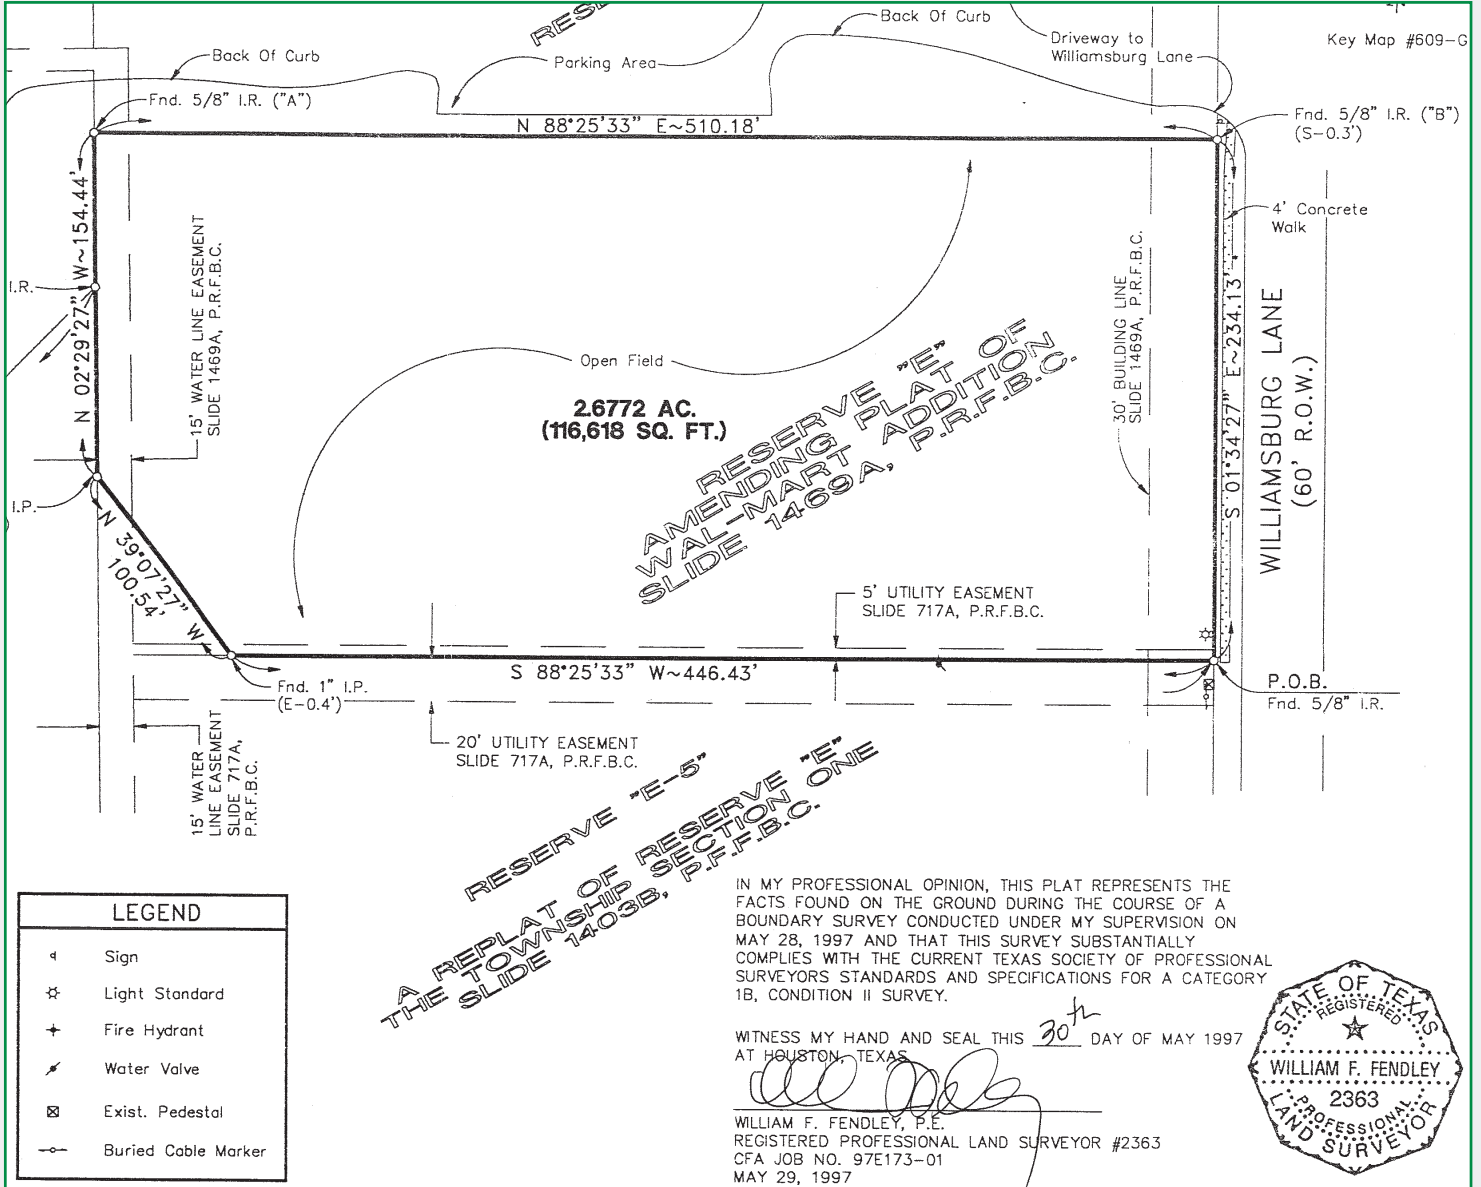 RES
Back Of Curb
Key Map #609-G
Driveway to
Williamsburg Lane
Back Of Curb
Parking Area
Fnd. 5/8" I.R. ("A")
Fnd. 5/8" I.R. ("B")
(S-0.3')
N 88°25'33" E~510.18'
4' Concrete
Walk
N 02°29'27" W~154.44'
15' WATER LINE EASEMENT
SLIDE 1469A, P.R.F.B.C.
I.R.
30' BUILDING LINE
SLIDE 1469A, P.R.F.B.C.
S 01°34'27" E~234.13'
WILLIAMSBURG LANE
(60' R.O.W.)
Open Field
2.6772 AC.
(116,618 SQ. FT.)
RESERVE "E"
AMENDING PLAT OF
WAL-MART ADDITION
SLIDE 1469A, P.R.F.B.C.
I.P.
N 39°07'27" W
100.54'
5' UTILITY EASEMENT
SLIDE 717A, P.R.F.B.C.
S 88°25'33" W~446.43'
Fnd. 1" I.P.
(E-0.4')
P.O.B.
Fnd. 5/8" I.R.
20' UTILITY EASEMENT
SLIDE 717A, P.R.F.B.C.
15' WATER
LINE EASEMENT
SLIDE 717A,
P.R.F.B.C.
RESERVE "E-5"
A REPLAT OF RESERVE "E"
THE TOWNSHIP SECTION ONE
SLIDE 1403B, P.F.F.B.C.
LEGEND
Sign
Light Standard
Fire Hydrant
Water Valve
Exist. Pedestal
Buried Cable Marker
IN MY PROFESSIONAL OPINION, THIS PLAT REPRESENTS THE
FACTS FOUND ON THE GROUND DURING THE COURSE OF A
BOUNDARY SURVEY CONDUCTED UNDER MY SUPERVISION ON
MAY 28, 1997 AND THAT THIS SURVEY SUBSTANTIALLY
COMPLIES WITH THE CURRENT TEXAS SOCIETY OF PROFESSIONAL
SURVEYORS STANDARDS AND SPECIFICATIONS FOR A CATEGORY
1B, CONDITION II SURVEY.
WITNESS MY HAND AND SEAL THIS 30th DAY OF MAY 1997
AT HOUSTON, TEXAS
WILLIAM F. FENDLEY, P.E.
REGISTERED PROFESSIONAL LAND SURVEYOR #2363
CFA JOB NO. 97E173-01
MAY 29, 1997
STATE OF TEXAS
REGISTERED
WILLIAM F. FENDLEY
2363
PROFESSIONAL
LAND SURVEYOR